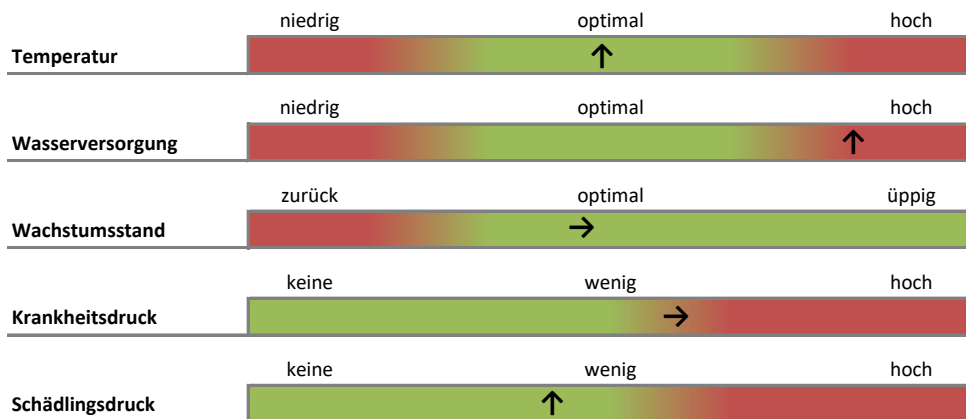 niedrig optimal hoch
Temperatur ↑
niedrig optimal hoch
Wasserversorgung ↑
zurück optimal üppig
Wachstumsstand →
keine wenig hoch
Krankheitsdruck →
keine wenig hoch
Schädlingsdruck ↑